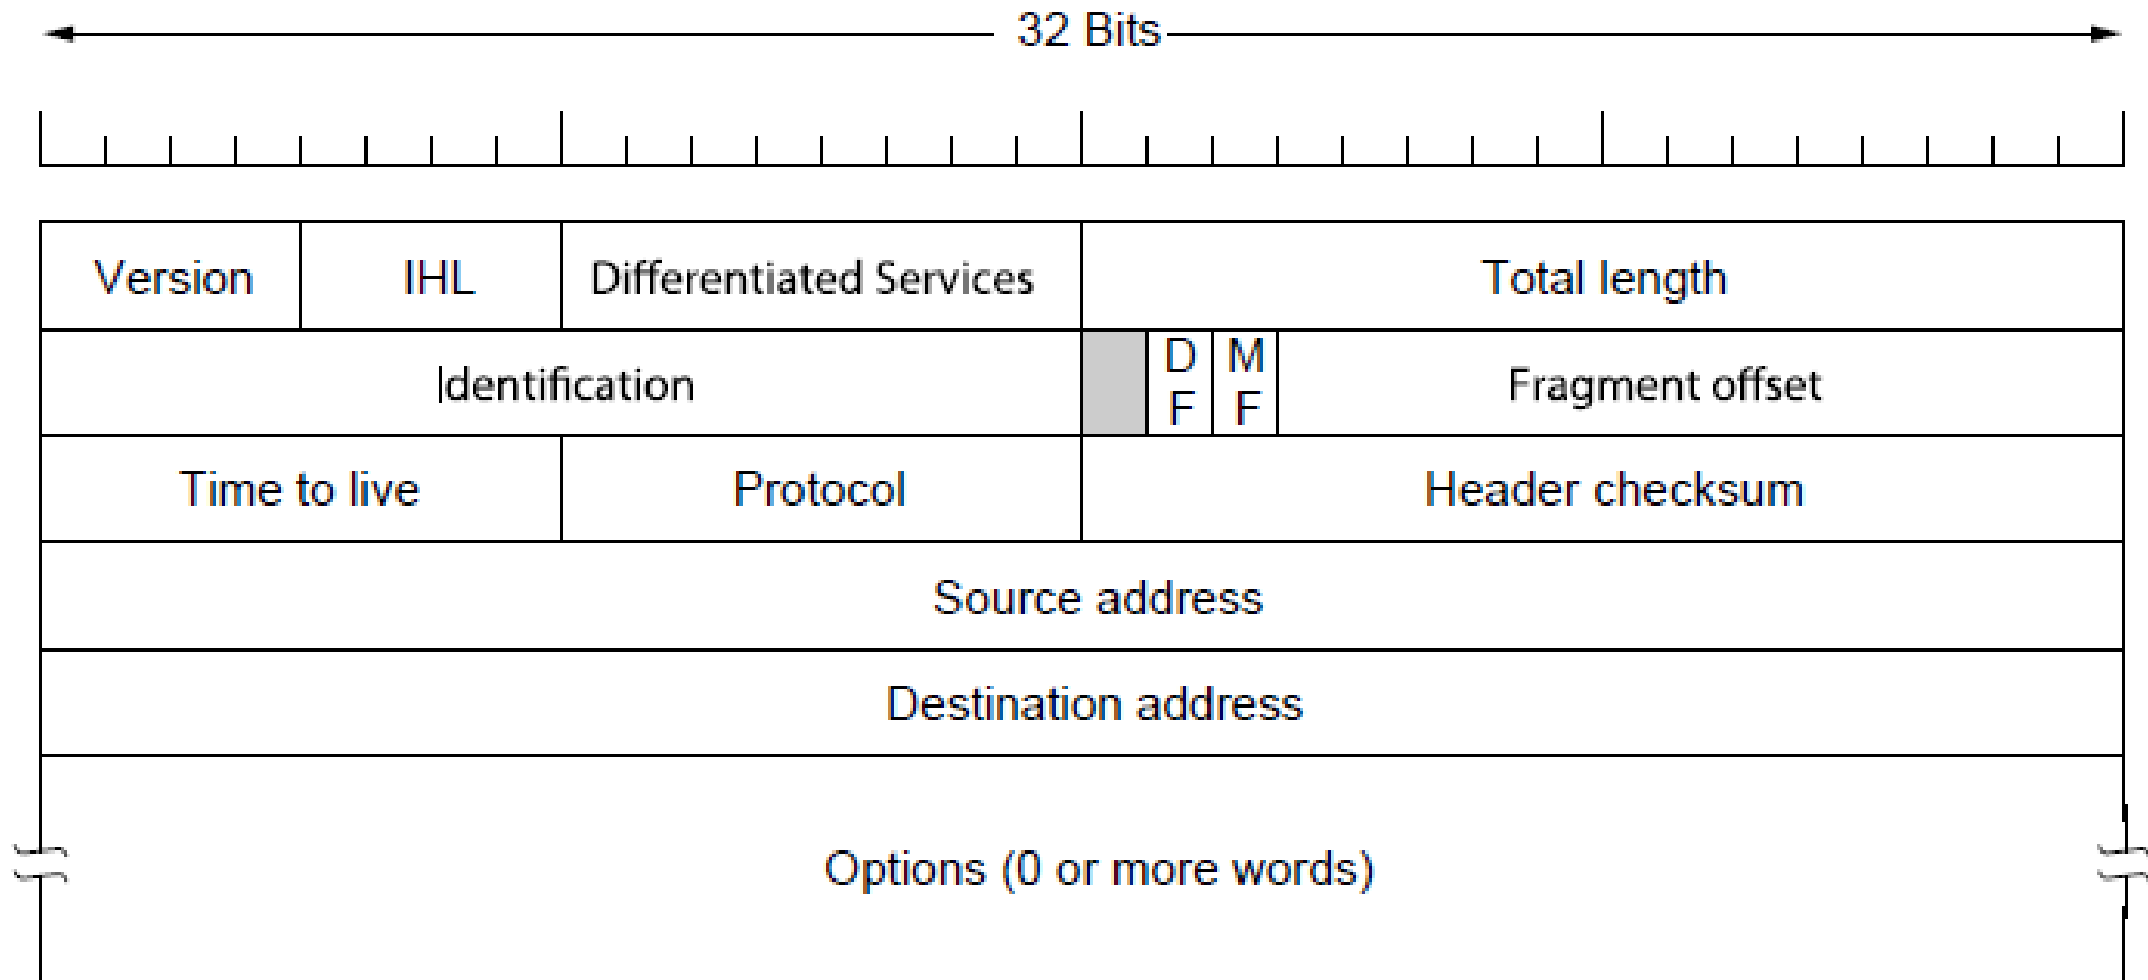 32 Bits
Version IHL Differentiated Services Total length
Identification D F M F Fragment offset
Time to live Protocol Header checksum
Source address
Destination address
Options (0 or more words)